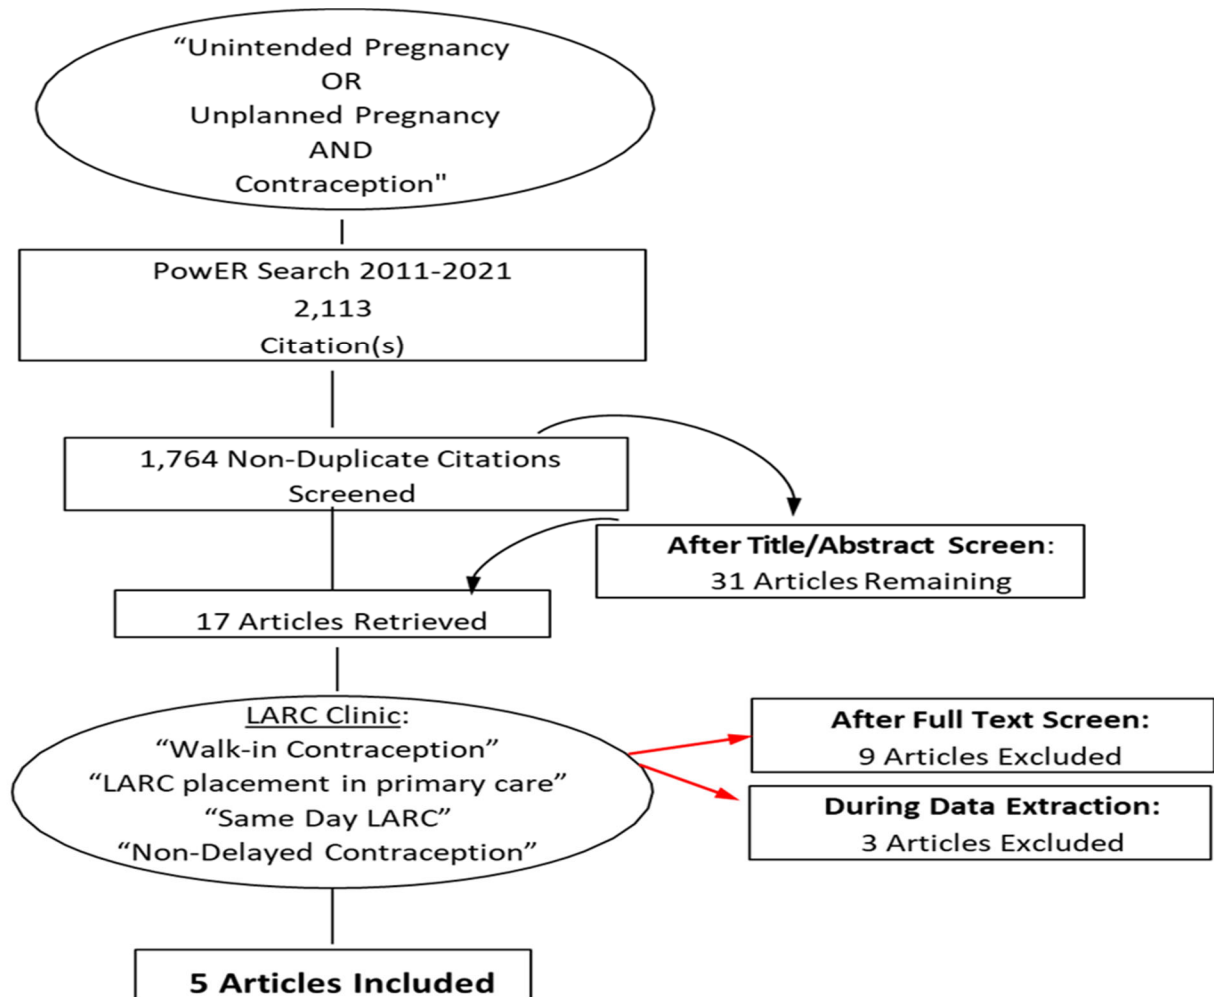 “Unintended Pregnancy
OR
Unplanned Pregnancy
AND
Contraception"
PowER Search 2011-2021
2,113
Citation(s)
1,764 Non-Duplicate Citations
Screened
After Title/Abstract Screen:
31 Articles Remaining
17 Articles Retrieved
LARC Clinic:
“Walk-in Contraception”
“LARC placement in primary care”
“Same Day LARC”
“Non-Delayed Contraception”
After Full Text Screen:
9 Articles Excluded
During Data Extraction:
3 Articles Excluded
5 Articles Included